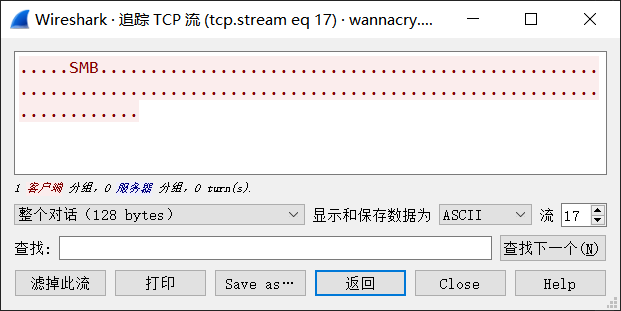 Wireshark · 追踪 TCP 流 (tcp.stream eq 17) · wannacry....
.....SMB..................................................
..........................................................
............
1 客户端 分组，0 服务器 分组，0 turn(s).
整个对话（128 bytes） 显示和保存数据为 ASCII 流 17
查找： 查找下一个(N)
滤掉此流 打印 Save as… 返回 Close Help